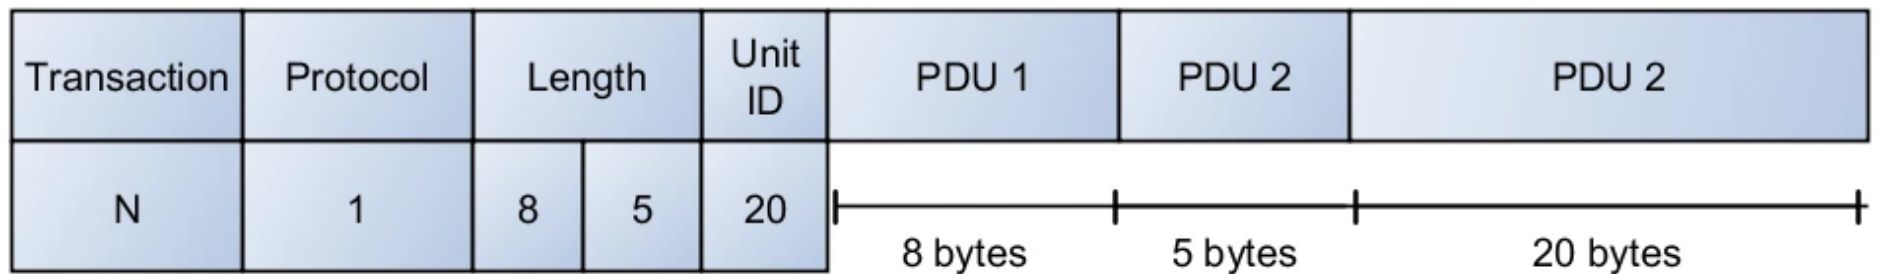 Transaction Protocol Length Unit ID PDU 1 PDU 2 PDU 2
N 1 8 5 20
8 bytes 5 bytes 20 bytes